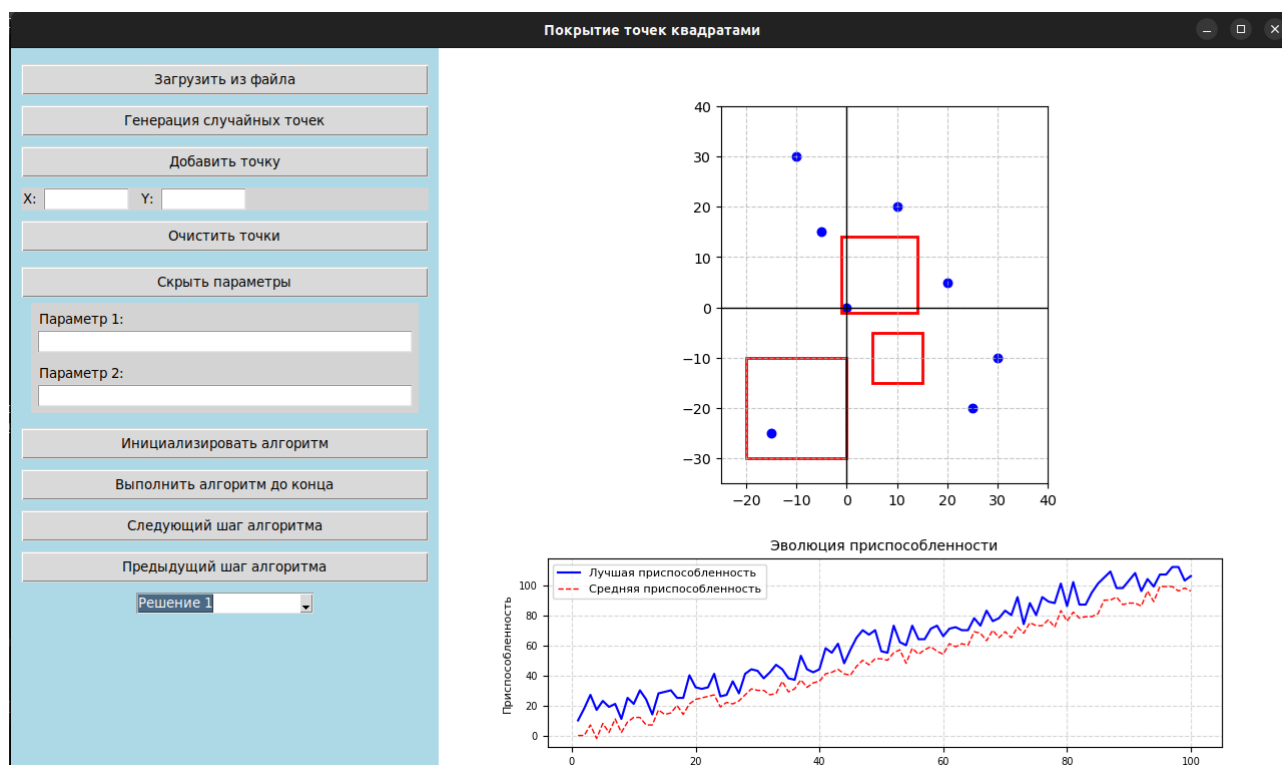 Покрытие точек квадратами
Загрузить из файла
Генерация случайных точек
Добавить точку
X: Y:
Очистить точки
Скрыть параметры
Параметр 1:
Параметр 2:
Инициализировать алгоритм
Выполнить алгоритм до конца
Следующий шаг алгоритма
Предыдущий шаг алгоритма
Решение 1
40
30
20
10
0
−10
−20
−30
−20 −10 0 10 20 30 40
Эволюция приспособленности
Лучшая приспособленность
Средняя приспособленность
Приспособленность
100
80
60
40
20
0
0 20 40 60 80 100